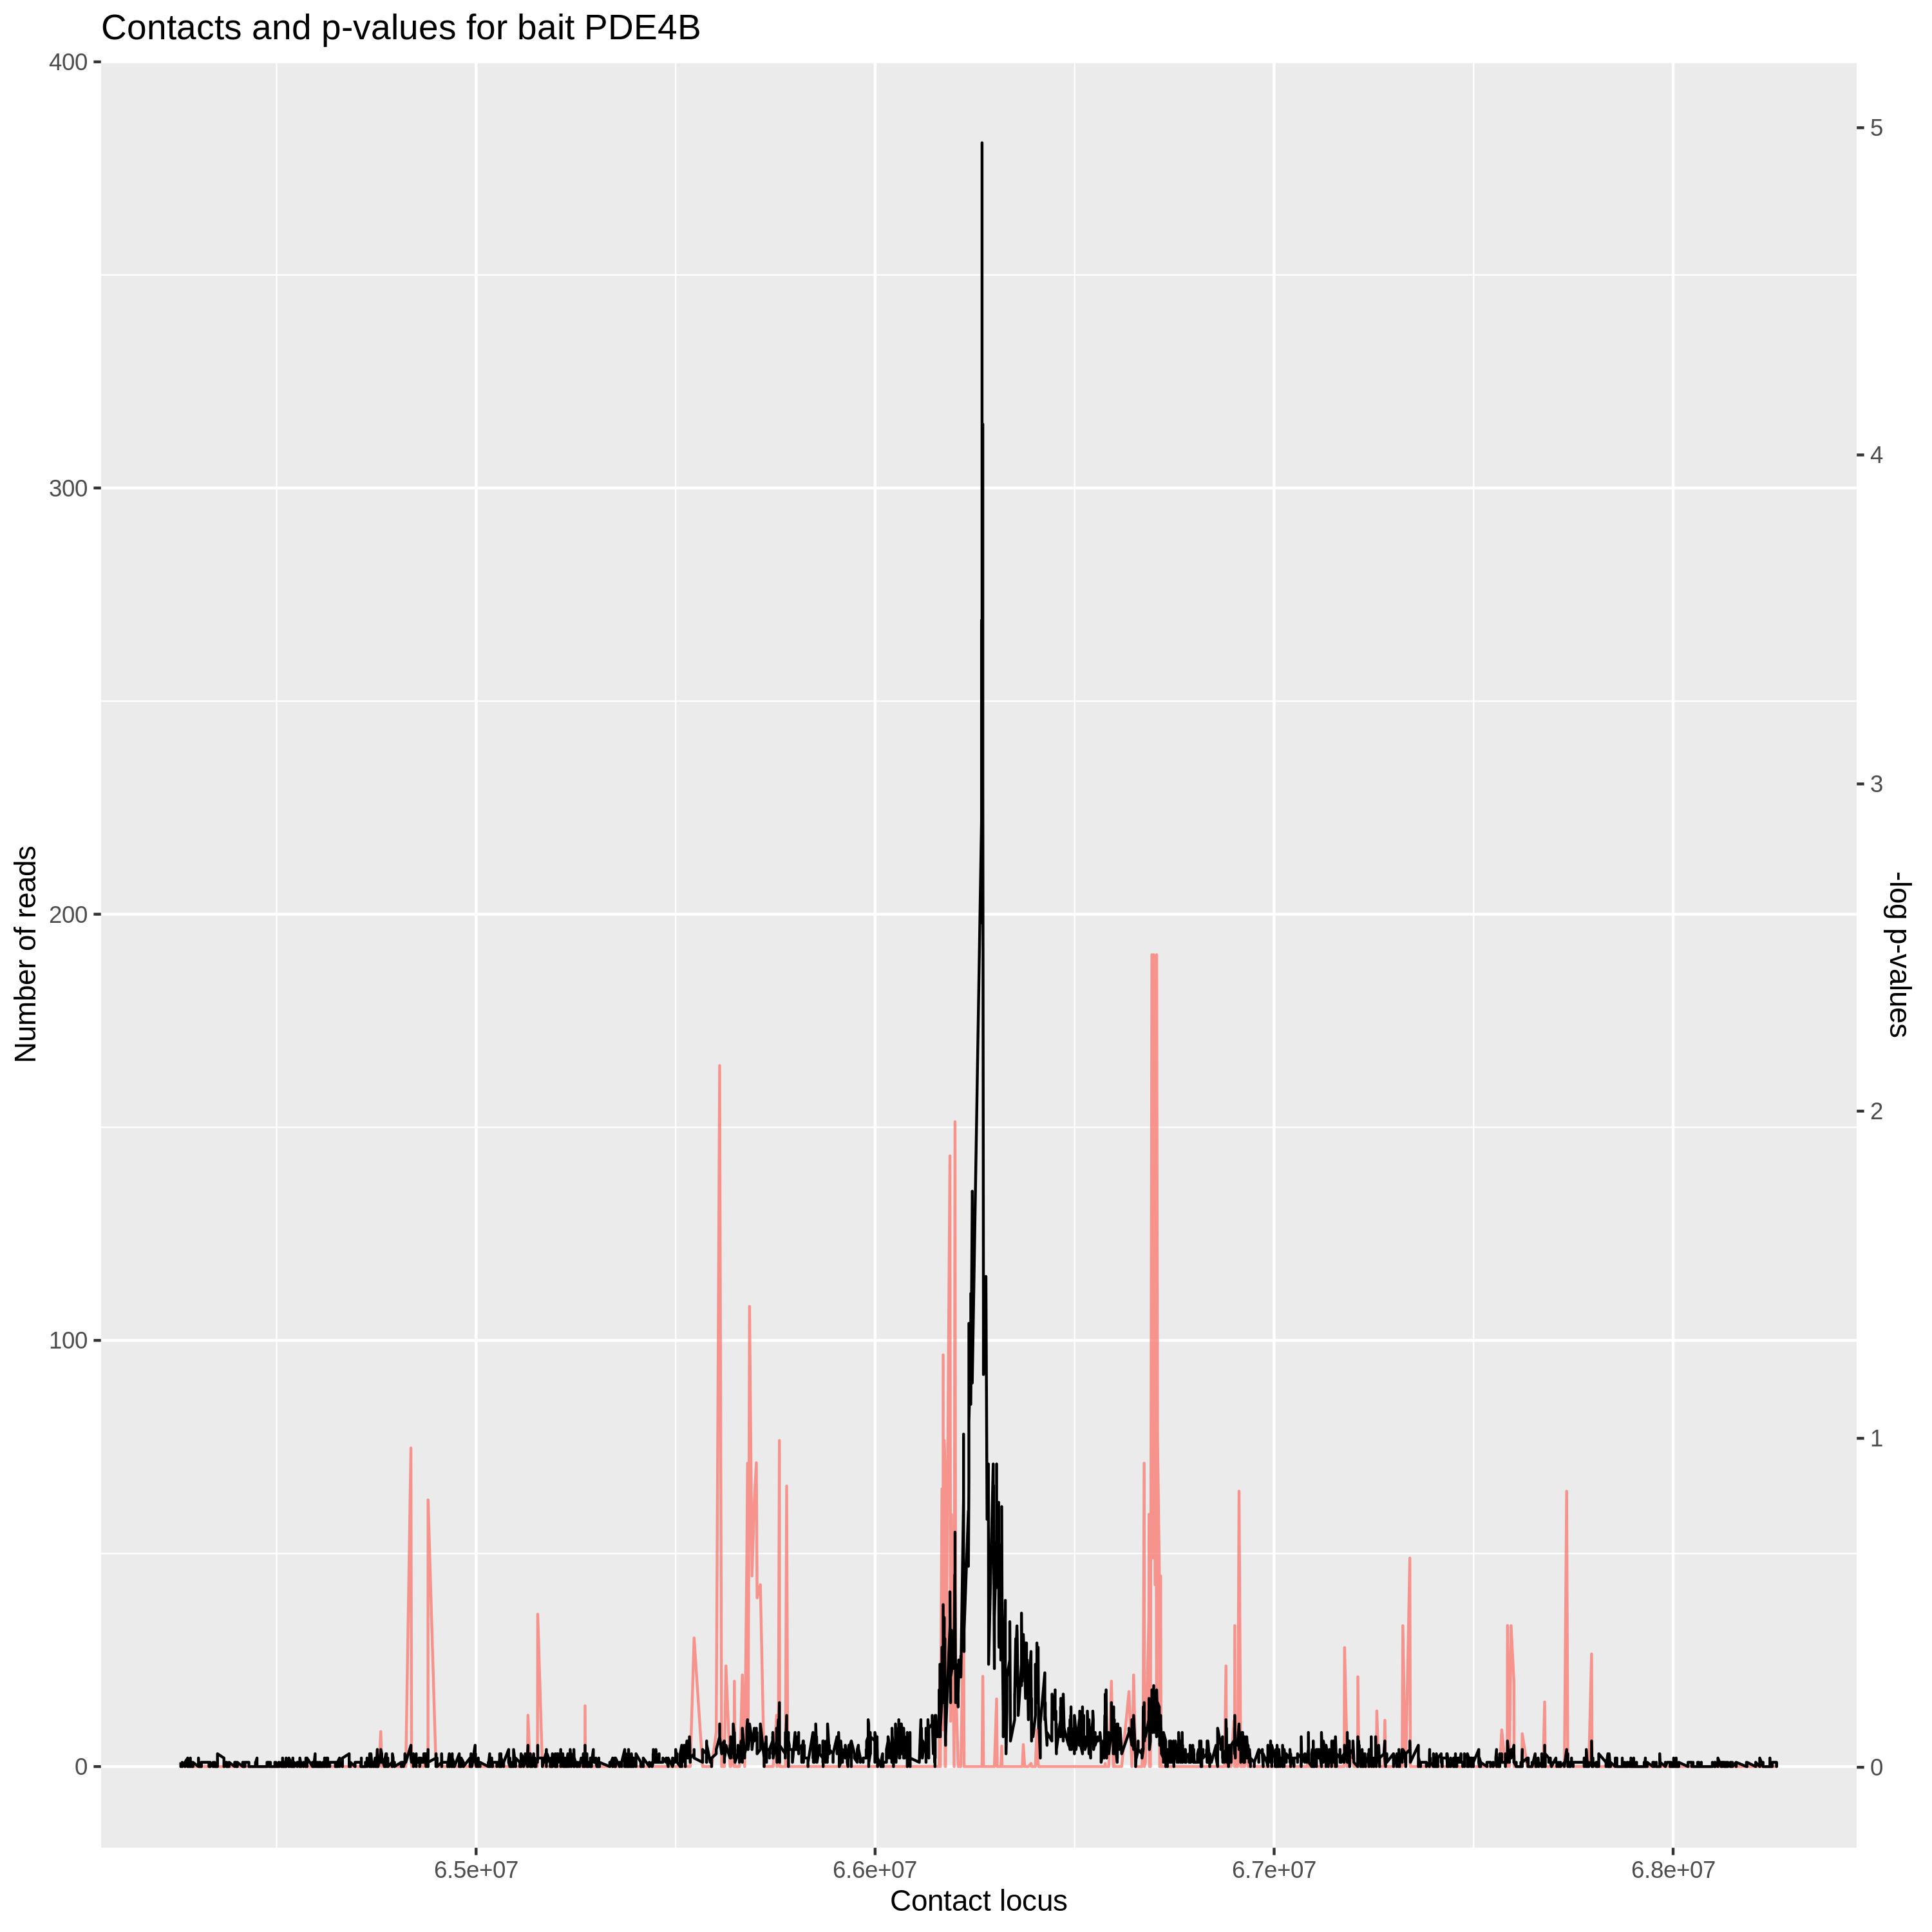 Contacts and p-values for bait PDE4B
400
300
200
100
0
Number of reads
5
4
3
2
1
0
-log p-values
6.5e+07 6.6e+07 6.7e+07 6.8e+07
Contact locus